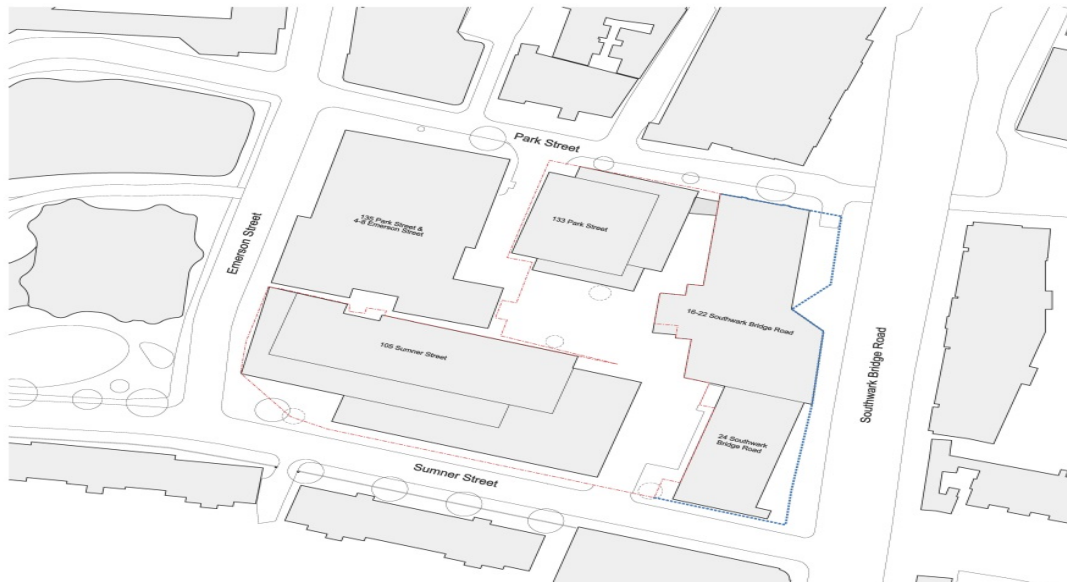 Park Street
133 Park Street
135 Park Street &
4-8 Emerson Street
Emerson Street
16-22 Southwark Bridge Road
105 Sumner Street
Southwark Bridge Road
24 Southwark
Bridge Road
Sumner Street